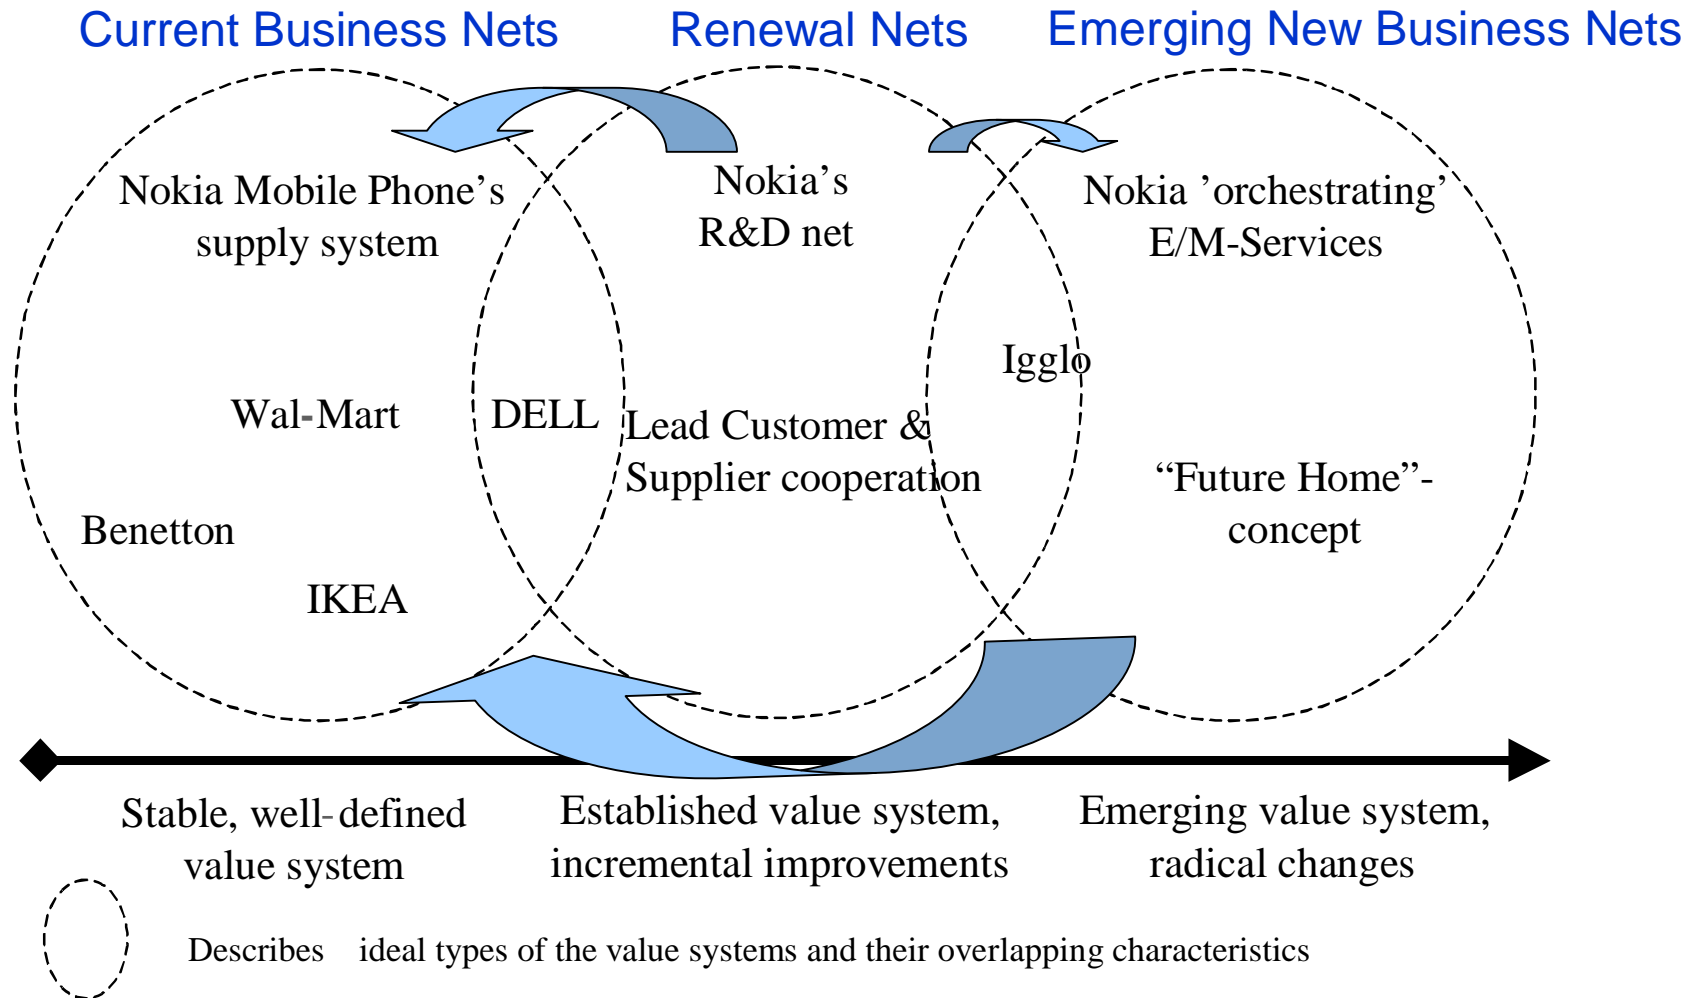 Current Business Nets
Renewal Nets
Emerging New Business Nets
Nokia Mobile Phone’s
supply system
Nokia’s
R&D net
Nokia ’orchestrating’
E/M-Services
Igglo
Wal-Mart
DELL
Lead Customer &
Supplier cooperation
“Future Home”-
concept
Benetton
IKEA
Stable, well-defined
value system
Established value system,
incremental improvements
Emerging value system,
radical changes
Describes ideal types of the value systems and their overlapping characteristics